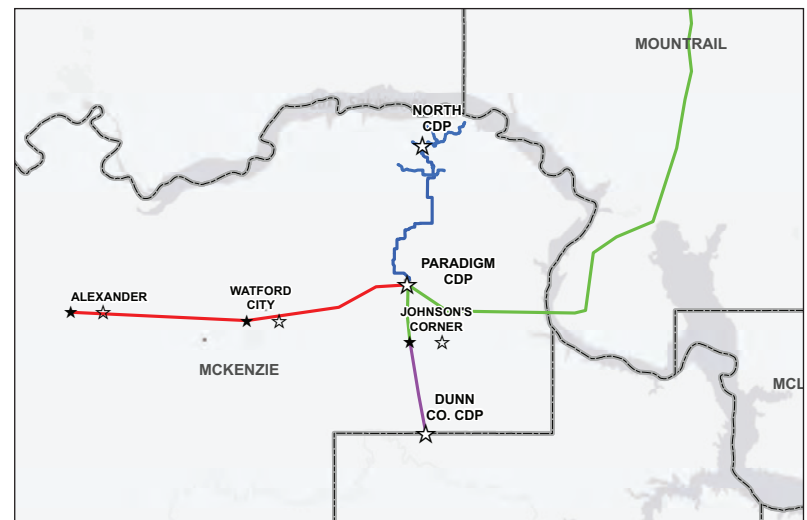 MOUNTRAIL
NORTH
CDP
PARADIGM
CDP
ALEXANDER
WATFORD
CITY
JOHNSON'S
CORNER
MCKENZIE
MCL
DUNN
CO. CDP